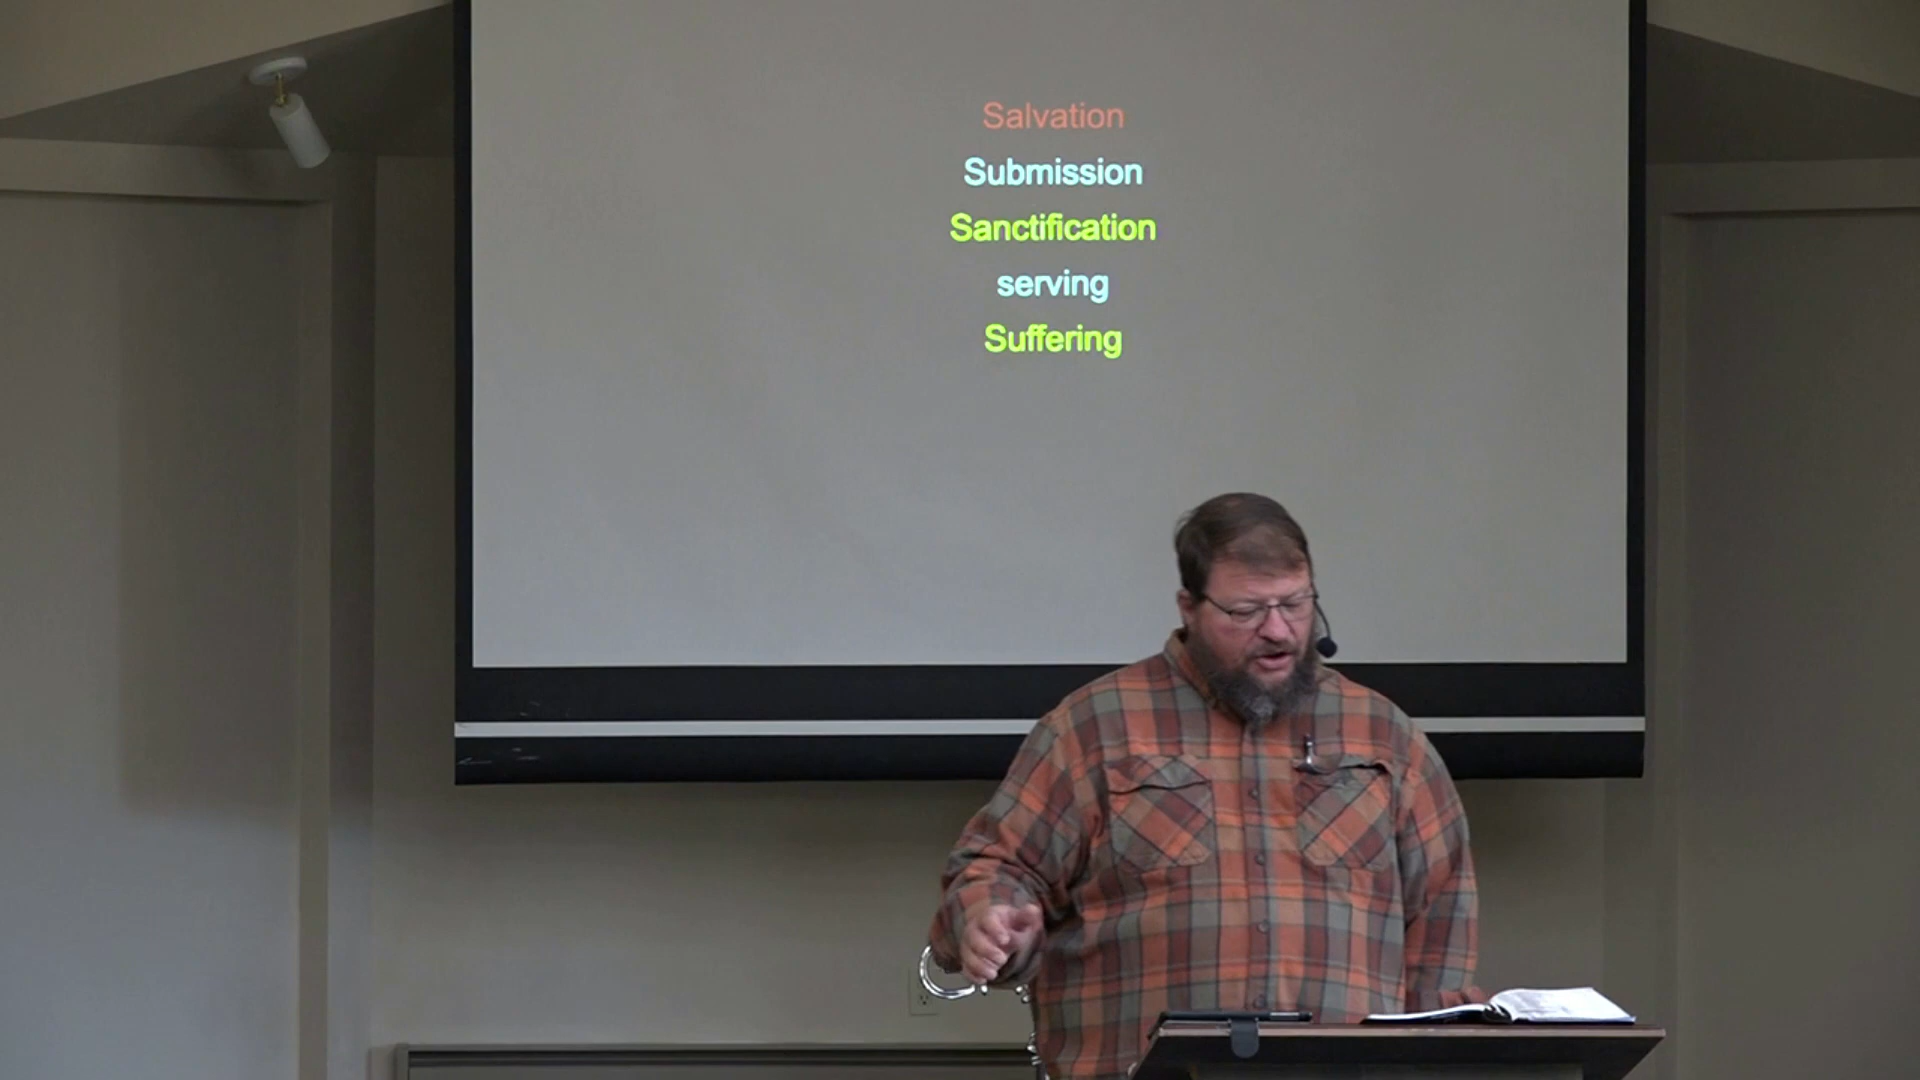 Salvation
Submission
Sanctification
serving
Suffering